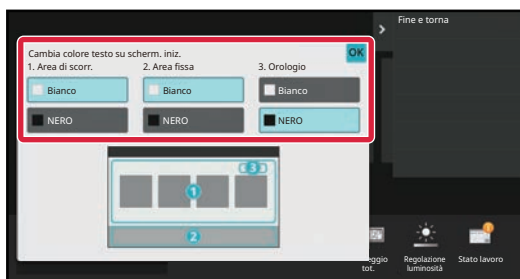 Fine e torna
Cambia colore testo su scherm. iniz.
OK
1. Area di scorr.
2. Area fissa
3. Orologio
Bianco
Bianco
Bianco
NERO
NERO
NERO
3
1
2
eggio
tot.
Regolazione
luminosità
Stato lavoro